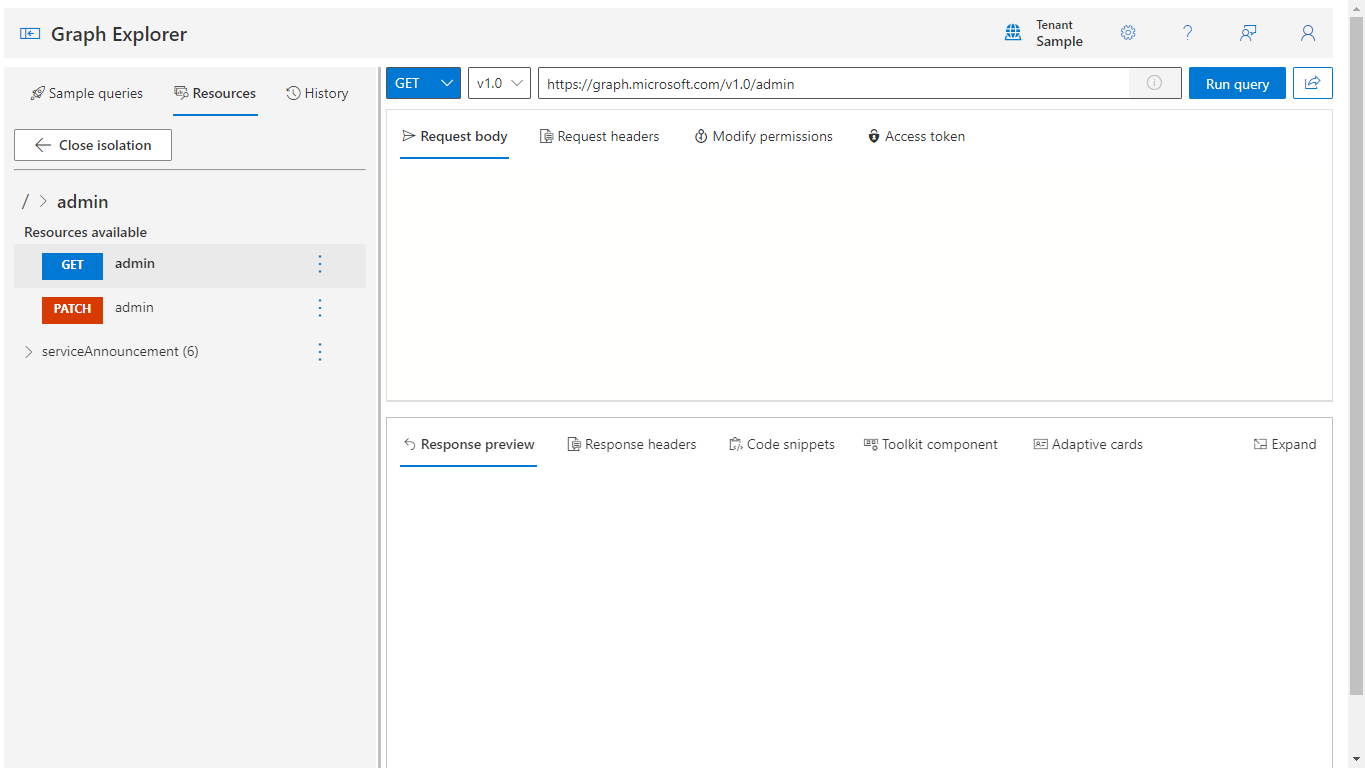 Graph Explorer
Tenant
Sample
?
Sample queries
Resources
History
Close isolation
/ > admin
Resources available
GET admin
PATCH admin
serviceAnnouncement (6)
GET
v1.0
https://graph.microsoft.com/v1.0/admin
Run query
Request body
Request headers
Modify permissions
Access token
Response preview
Response headers
Code snippets
Toolkit component
Adaptive cards
Expand